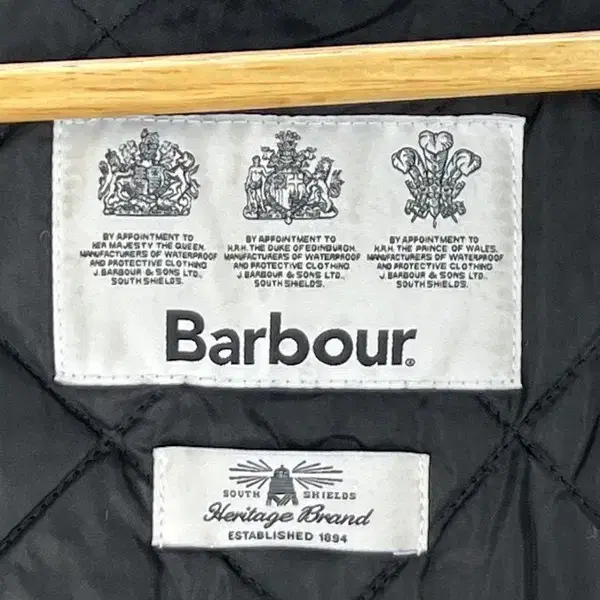 BY APPOINTMENT TO
HER MAJESTY THE QUEEN.
MANUFACTURERS OF WATERPROOF
AND PROTECTIVE CLOTHING
J. BARBOUR & SONS LTD.,
SOUTH SHIELDS.
BY APPOINTMENT TO
H.R.H. THE DUKE OF EDINBURGH.
MANUFACTURERS OF WATERPROOF
AND PROTECTIVE CLOTHING
J. BARBOUR & SONS LTD.,
SOUTH SHIELDS.
BY APPOINTMENT TO
H.R.H. THE PRINCE OF WALES.
MANUFACTURERS OF WATERPROOF
AND PROTECTIVE CLOTHING
J. BARBOUR & SONS LTD.,
SOUTH SHIELDS.
Barbour®
SOUTH SHIELDS
Heritage Brand
ESTABLISHED 1894